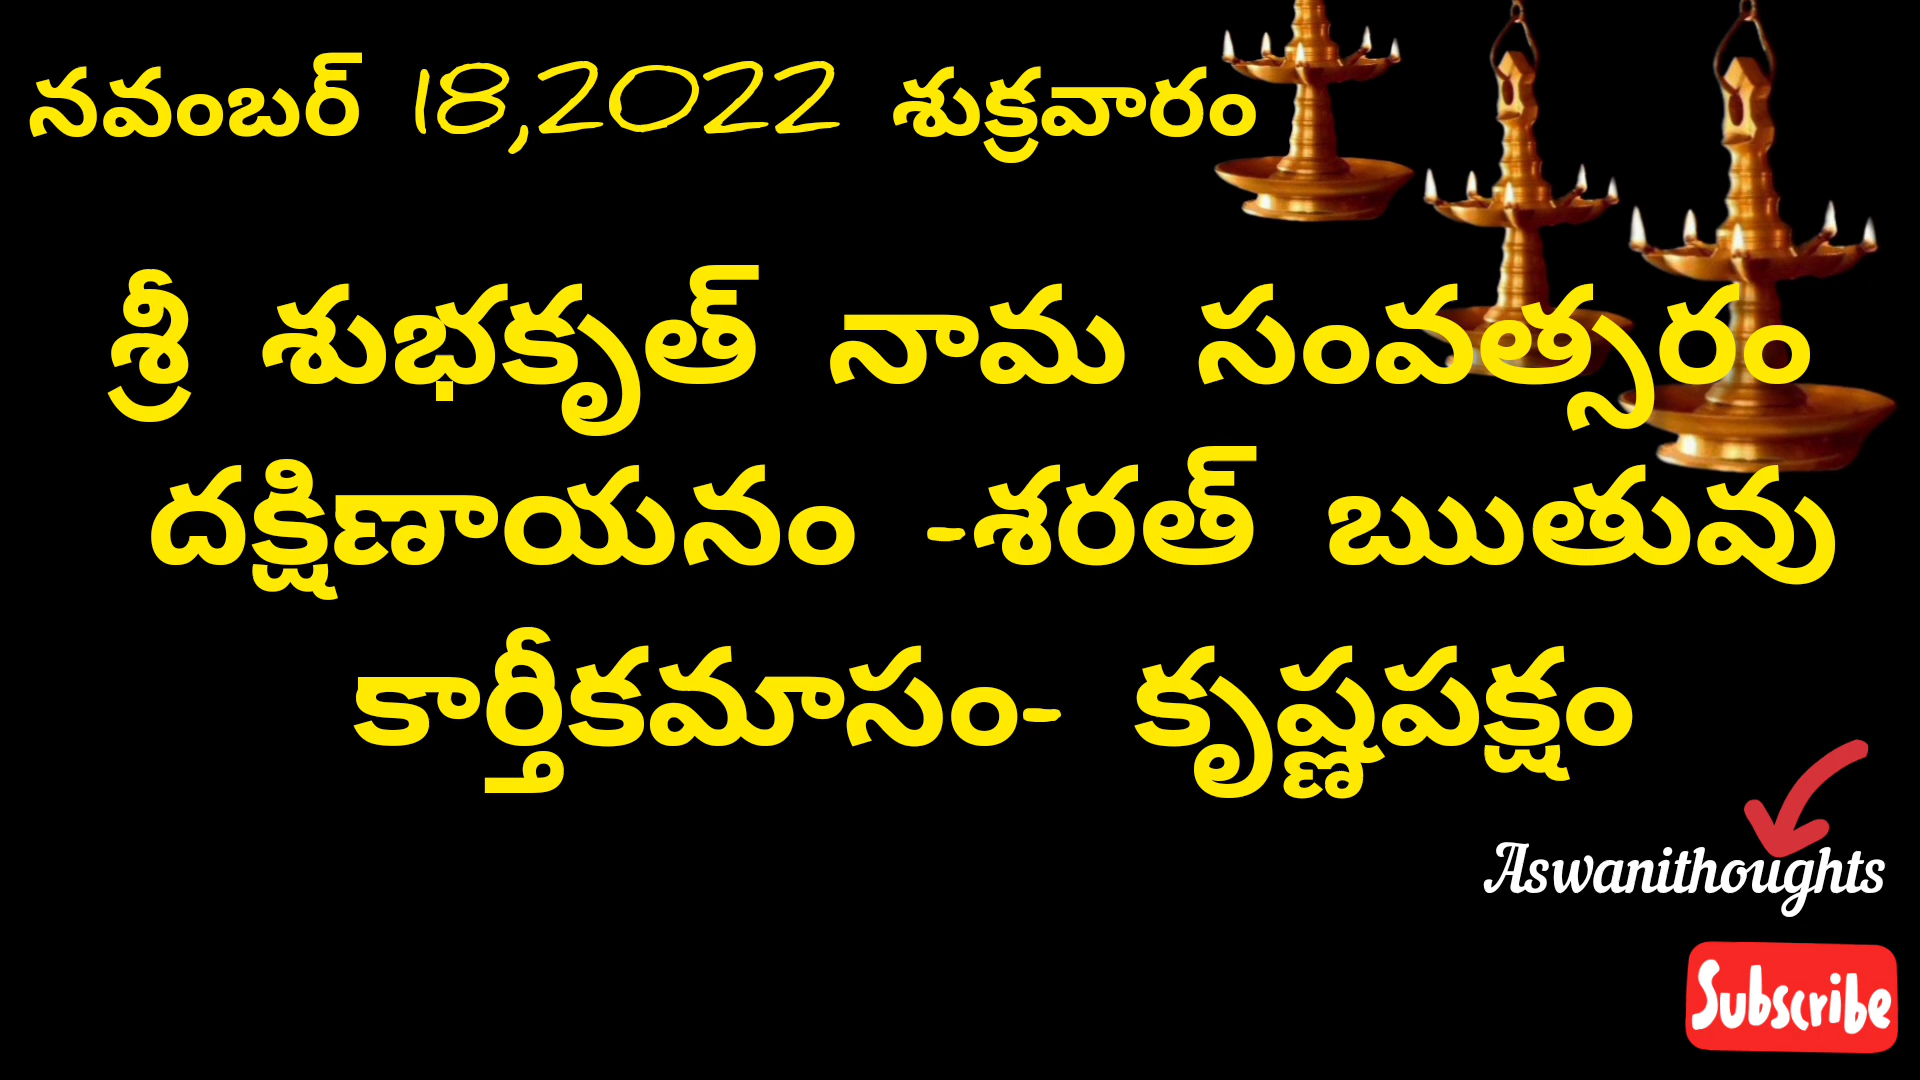 నవంబర్ 18,2022 శుక్రవారం
శ్రీ శుభకృత్ నామ సంవత్సరం
దక్షిణాయనం -శరత్ ఋతువు
కార్తీకమాసం- కృష్ణపక్షం
Aswanithoughts
Subscribe